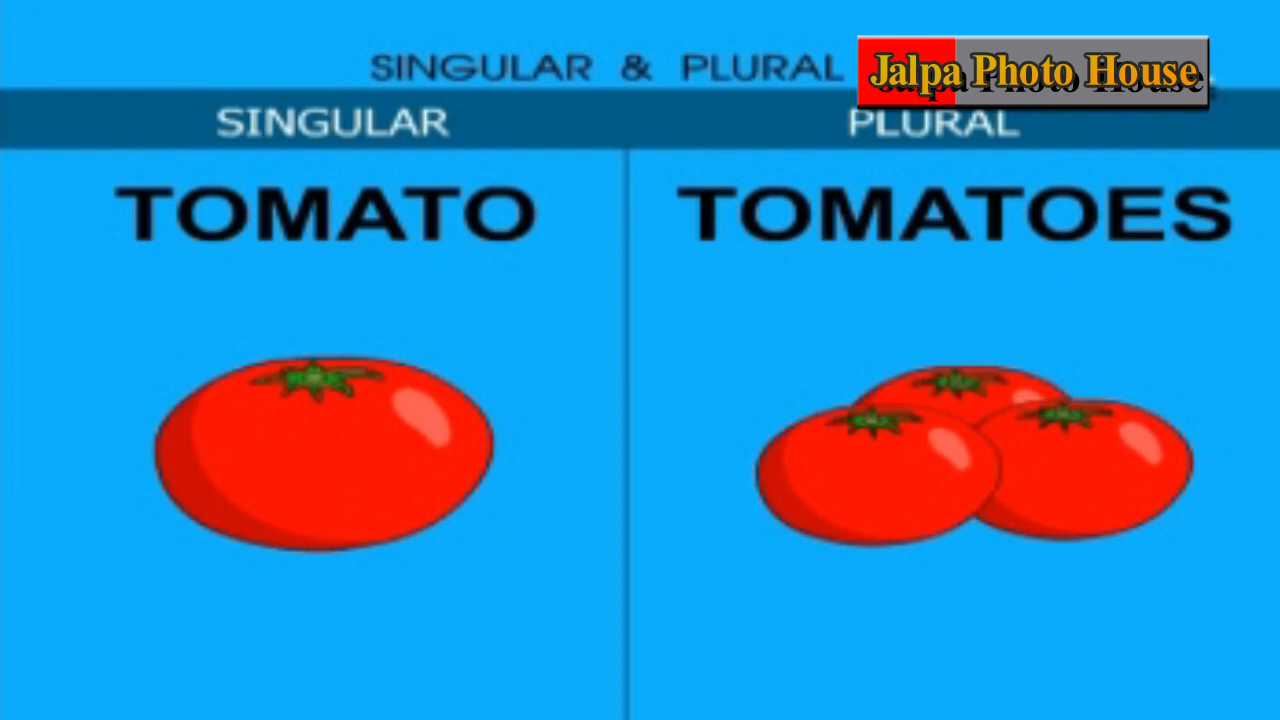 SINGULAR & PLURAL
Jalpa Photo House
SINGULAR
PLURAL
TOMATO
TOMATOES